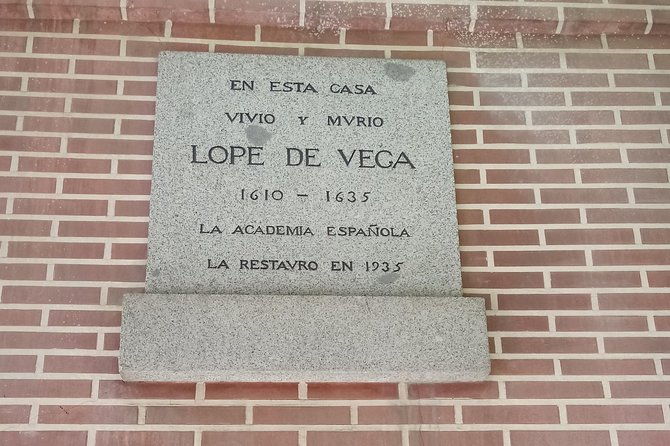 EN ESTA CASA
VIVIO Y MVRIO
LOPE DE VEGA
1610 – 1635
LA ACADEMIA ESPAÑOLA
LA RESTAVRO EN 1935